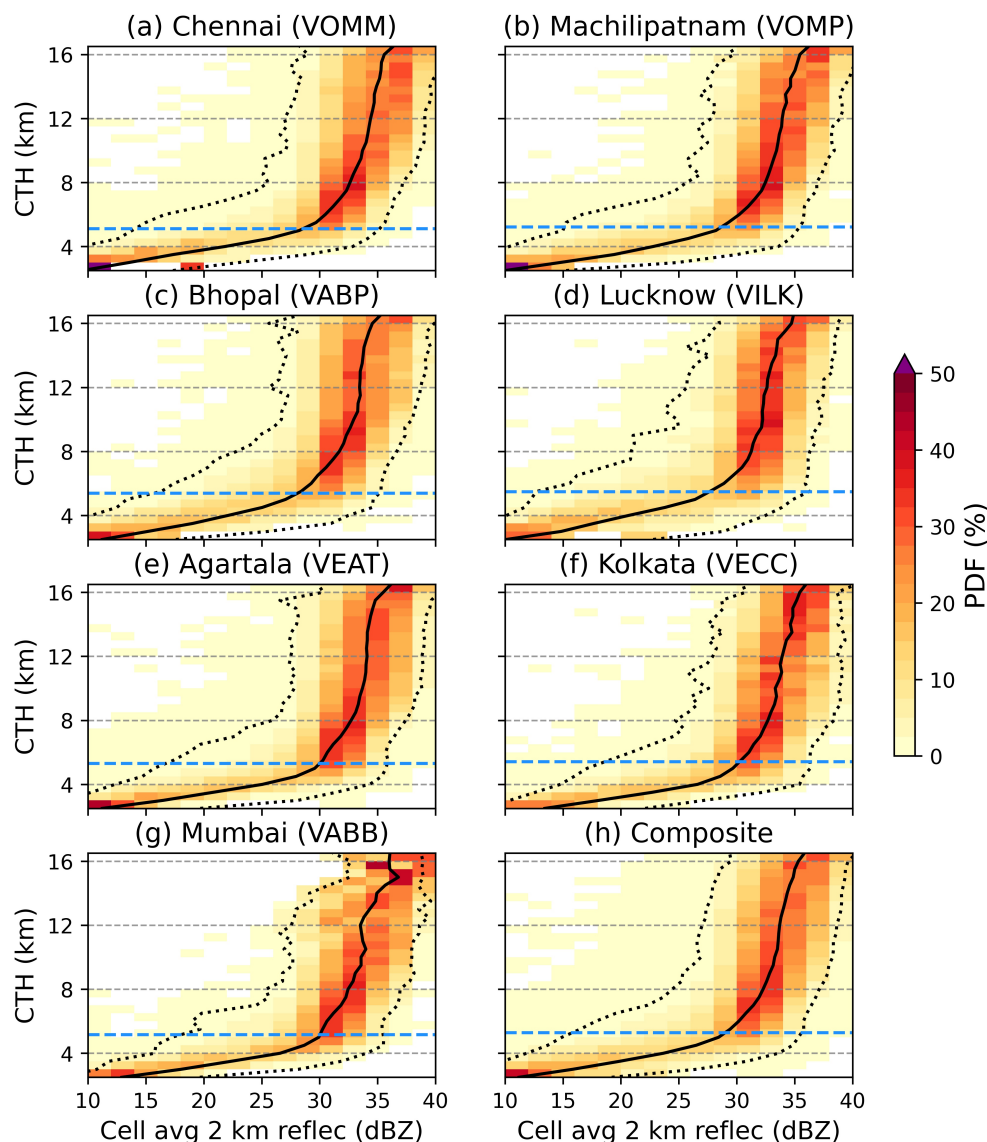 (a) Chennai (VOMM)
(b) Machilipatnam (VOMP)
16
12
8
4
CTH (km)
(c) Bhopal (VABP)
(d) Lucknow (VILK)
16
12
8
4
CTH (km)
(e) Agartala (VEAT)
(f) Kolkata (VECC)
16
12
8
4
CTH (km)
(g) Mumbai (VABB)
(h) Composite
16
12
8
4
CTH (km)
10 15 20 25 30 35 40
10 15 20 25 30 35 40
Cell avg 2 km reflec (dBZ)
Cell avg 2 km reflec (dBZ)
50
40
30
20
10
0
PDF (%)